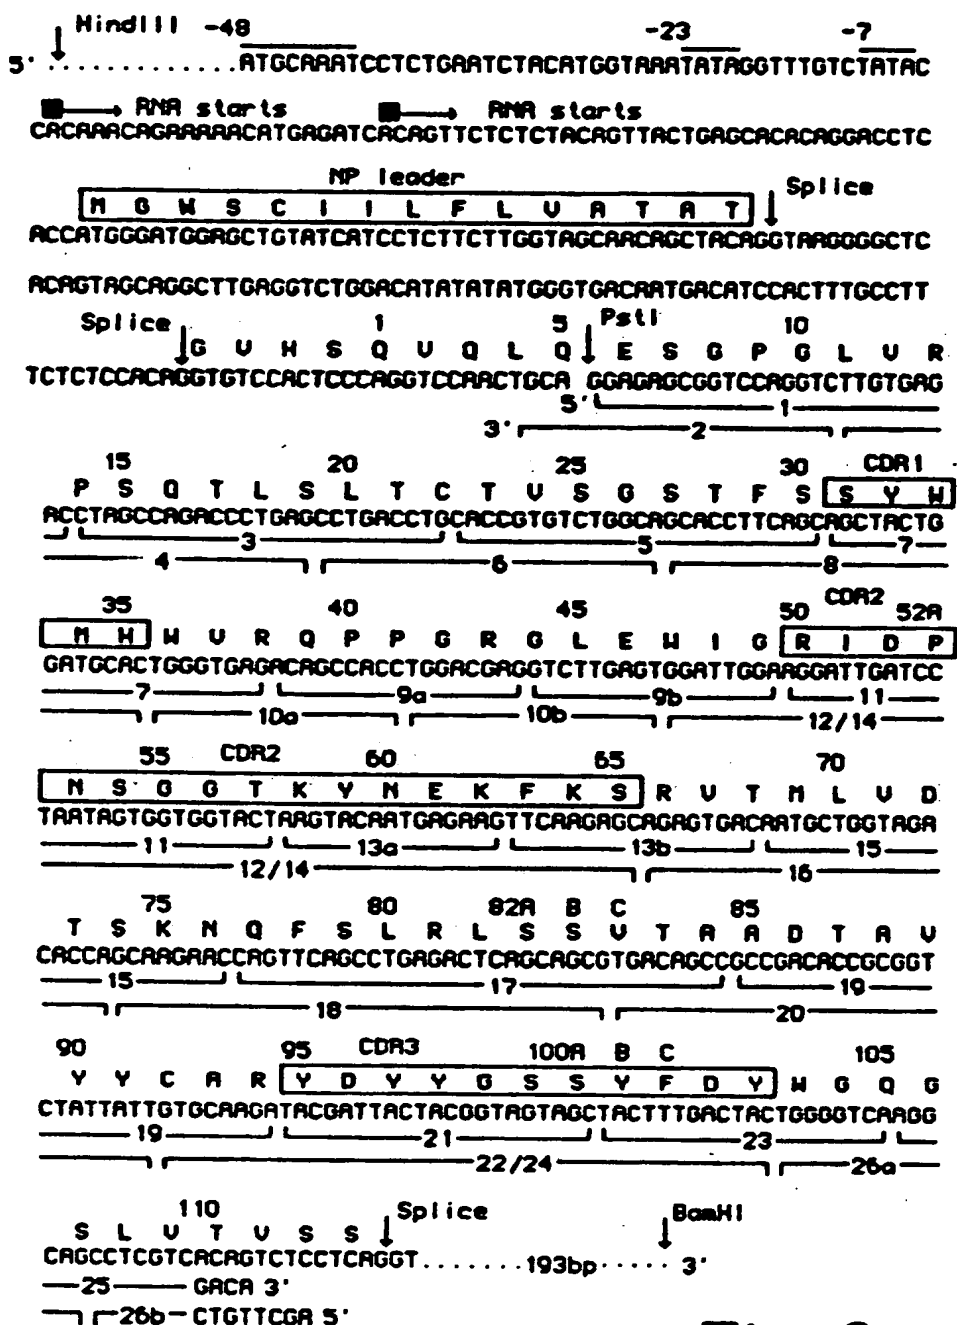 HindIII -48 -23 -7
5' ............ATGCAAATCCTCTGAATCTACATGGTAAATATAGGTTTGTCTATAC
RNA starts RNA starts
CACAAACAGAAAAACATGAGATCACAGTTCTCTCTACAGTTACTGAGCACACAGGACCTC
NP leader Splice
M G W S C I I L F L V A T A T
ACCATGGGATGGAGCTGTATCATCCTCTTCTTGGTAGCAACAGCTACAGGTAAGGGGCTC
ACAGTAGCAGGCTTGAGGTCTGGACATATATATGGGTGACAATGACATCCACTTTGCCTT
Splice 1 5 PstI 10
G V H S Q V Q L Q E S G P G L V R
TCTCTCCACAGGTGTCCACTCCCAGGTCCAACTGCA GGAGAGCGGTCCAGGTCTTGTGAG
5' 1
3' 2
15 20 25 30 CDR1
P S Q T L S L T C T V S G S T F S S Y W
ACCTAGCCAGACCCTGAGCCTGACCTGCACCGTGTCTGGCAGCACCTTCAGCAGCTACTG
3 5 7
4 6 8
35 40 45 50 CDR2 52A
M H W V R Q P P G R G L E W I G R I D P
GATGCACTGGGTGAGACAGCCACCTGGACGAGGTCTTGAGTGGATTGGAAGGATTGATCC
7 9a 9b 11
10a 10b 12/14
55 CDR2 60 65 70
N S G G T K Y N E K F K S R V T M L V D
TAATAGTGGTGGTACTAAGTACAATGAGAAGTTCAAGAGCAGAGTGACAATGCTGGTAGA
11 13a 13b 15
12/14 16
75 80 82A B C 85
T S K N Q F S L R L S S V T A A D T A V
CACCAGCAAGAACCAGTTCAGCCTGAGACTCAGCAGCGTGACAGCCGCCGACACCGCGGT
15 17 19
18 20
90 95 CDR3 100A B C 105
Y Y C A R Y D Y Y G S S Y F D Y W G Q G
CTATTATTGTGCAAGATACGATTACTACGGTAGTAGCTACTTTGACTACTGGGGTCAAGG
19 21 23
22/24 26a
110 Splice BamHI
S L V T V S S
CAGCCTCGTCACAGTCTCCTCAGGT.......193bp...... 3'
25 GACA 3'
26b CTGTTCGA 5'